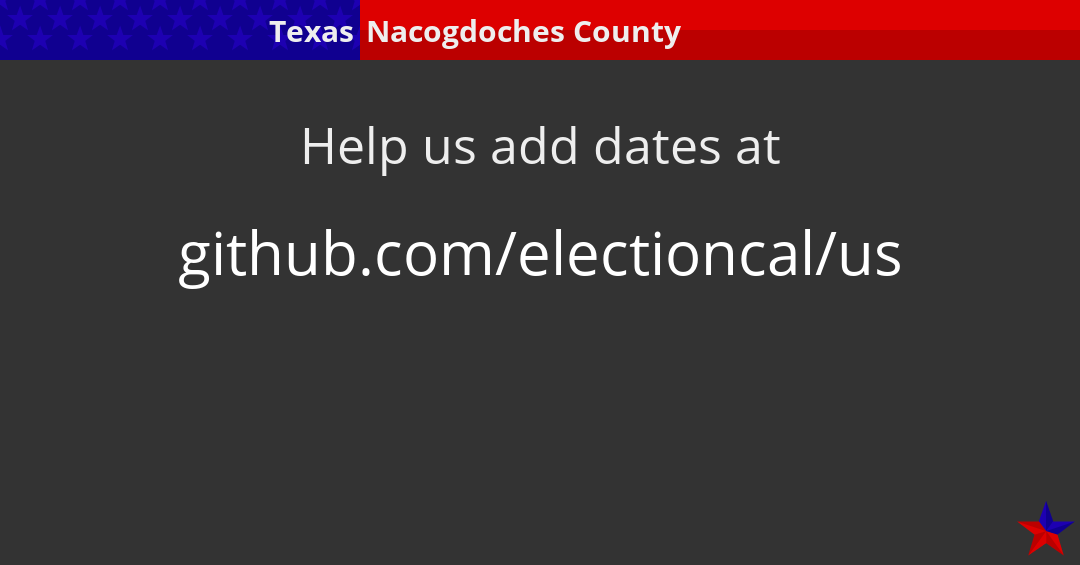 Texas Nacogdoches County
Help us add dates at
github.com/electioncal/us